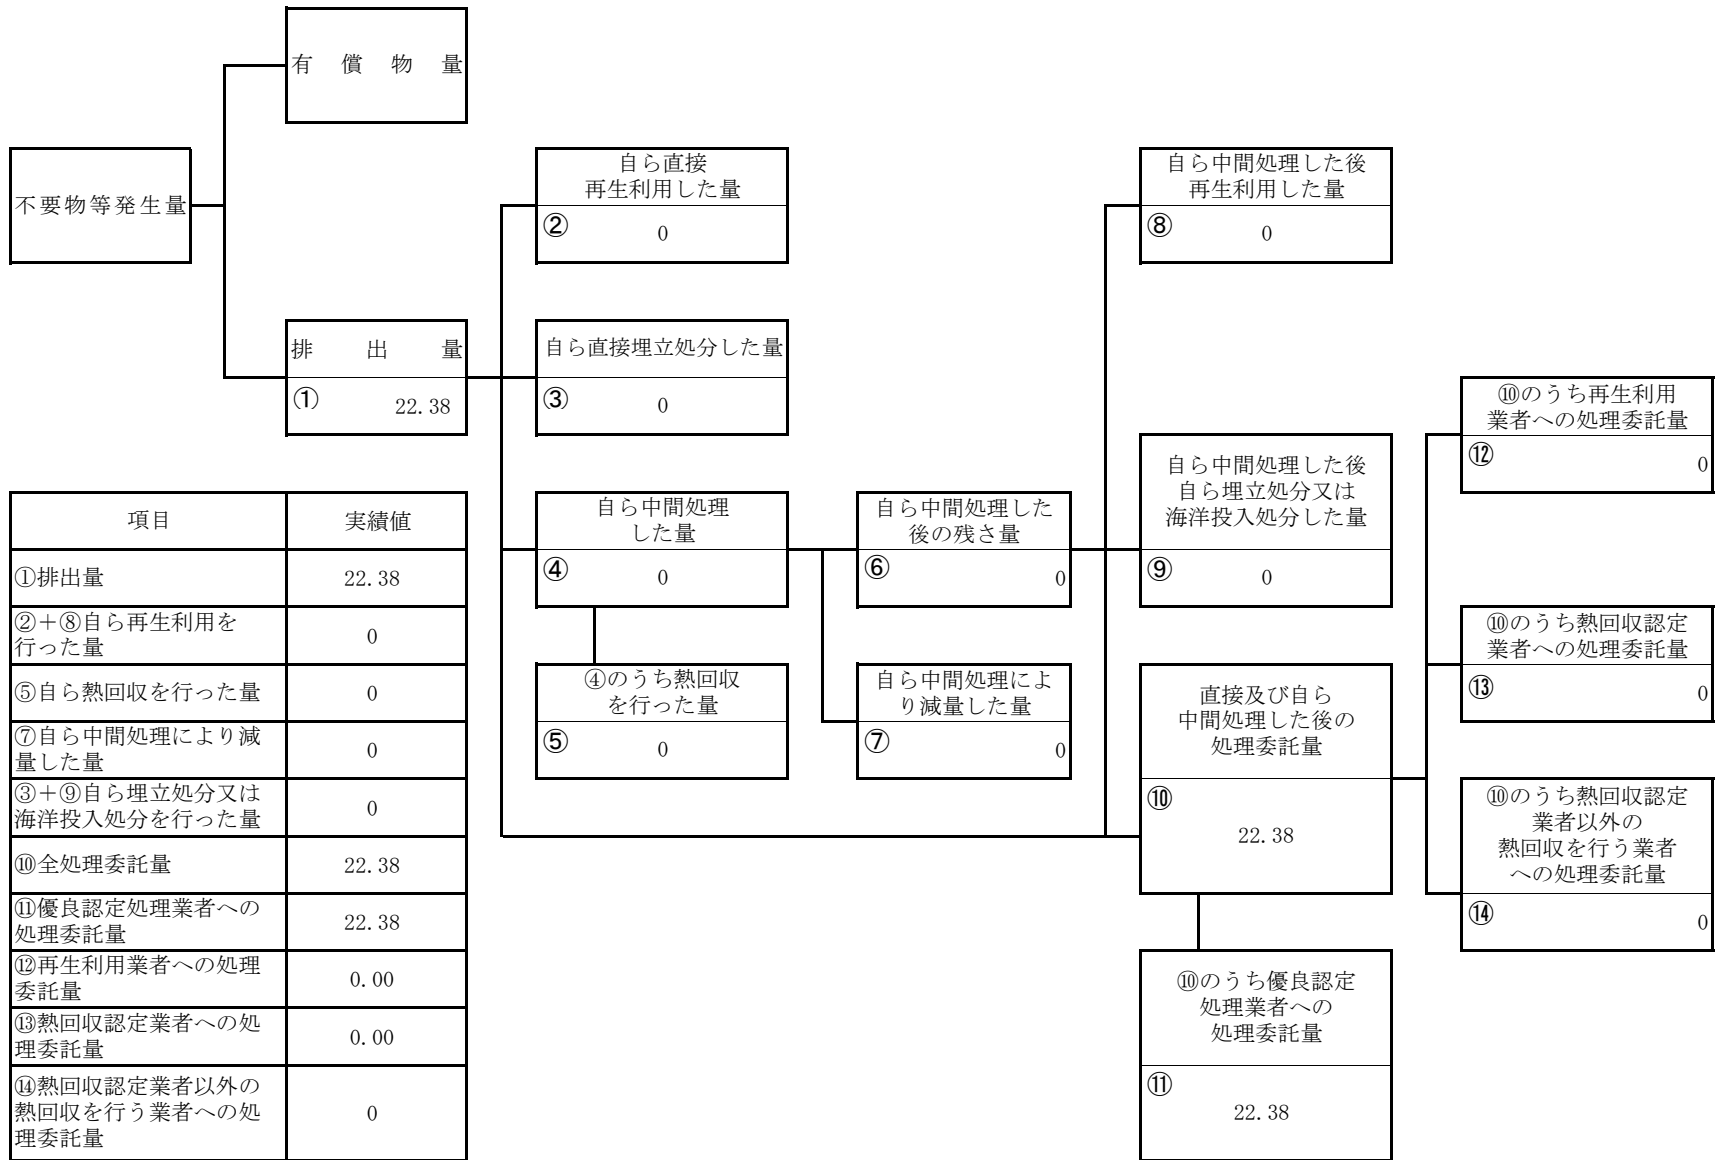 有償物量
不要物等発生量
排出量
① 22.38
自ら直接
再生利用した量
② 0
自ら直接埋立処分した量
③ 0
自ら中間処理
した量
④ 0
④のうち熱回収
を行った量
⑤ 0
自ら中間処理した
後の残さ量
⑥ 0
自ら中間処理によ
り減量した量
⑦ 0
自ら中間処理した後
再生利用した量
⑧ 0
自ら中間処理した後
自ら埋立処分又は
海洋投入処分した量
⑨ 0
直接及び自ら
中間処理した後の
処理委託量
⑩
22.38
⑩のうち優良認定
処理業者への
処理委託量
⑪
22.38
⑩のうち再生利用
業者への処理委託量
⑫ 0
⑩のうち熱回収認定
業者への処理委託量
⑬ 0
⑩のうち熱回収認定
業者以外の
熱回収を行う業者
への処理委託量
⑭ 0
項目 実績値
①排出量 22.38
②＋⑧自ら再生利用を
行った量 0
⑤自ら熱回収を行った量 0
⑦自ら中間処理により減
量した量 0
③＋⑨自ら埋立処分又は
海洋投入処分を行った量 0
⑩全処理委託量 22.38
⑪優良認定処理業者への
処理委託量 22.38
⑫再生利用業者への処理
委託量 0.00
⑬熱回収認定業者への処
理委託量 0.00
⑭熱回収認定業者以外の
熱回収を行う業者への処 0
理委託量